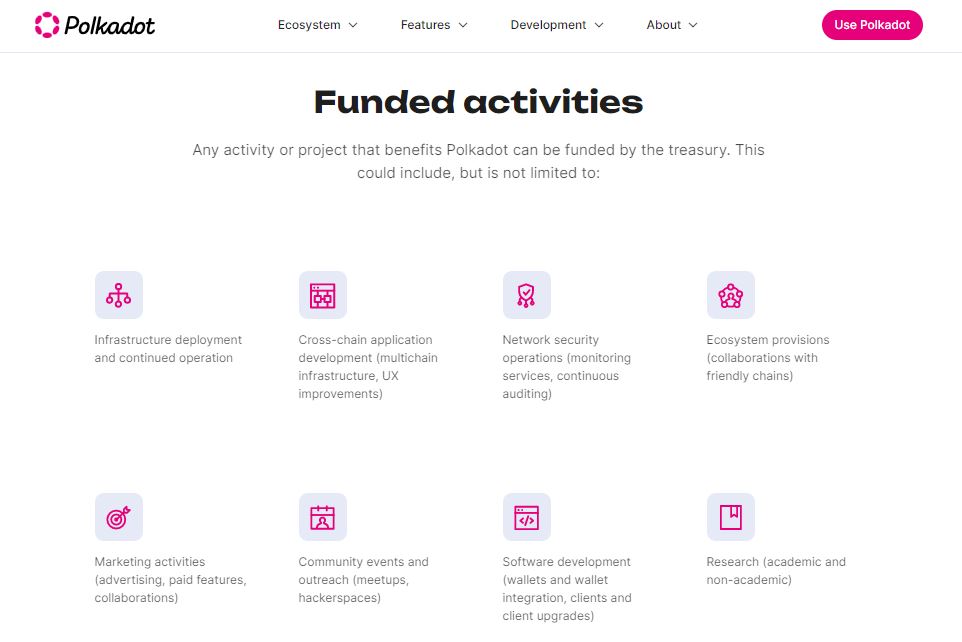 Polkadot
Ecosystem
Features
Development
About
Use Polkadot
Funded activities
Any activity or project that benefits Polkadot can be funded by the treasury. This
could include, but is not limited to:
Infrastructure deployment
and continued operation
Cross-chain application
development (multichain
infrastructure, UX
improvements)
Network security
operations (monitoring
services, continuous
auditing)
Ecosystem provisions
(collaborations with
friendly chains)
Marketing activities
(advertising, paid features,
collaborations)
Community events and
outreach (meetups,
hackerspaces)
Software development
(wallets and wallet
integration, clients and
client upgrades)
Research (academic and
non-academic)